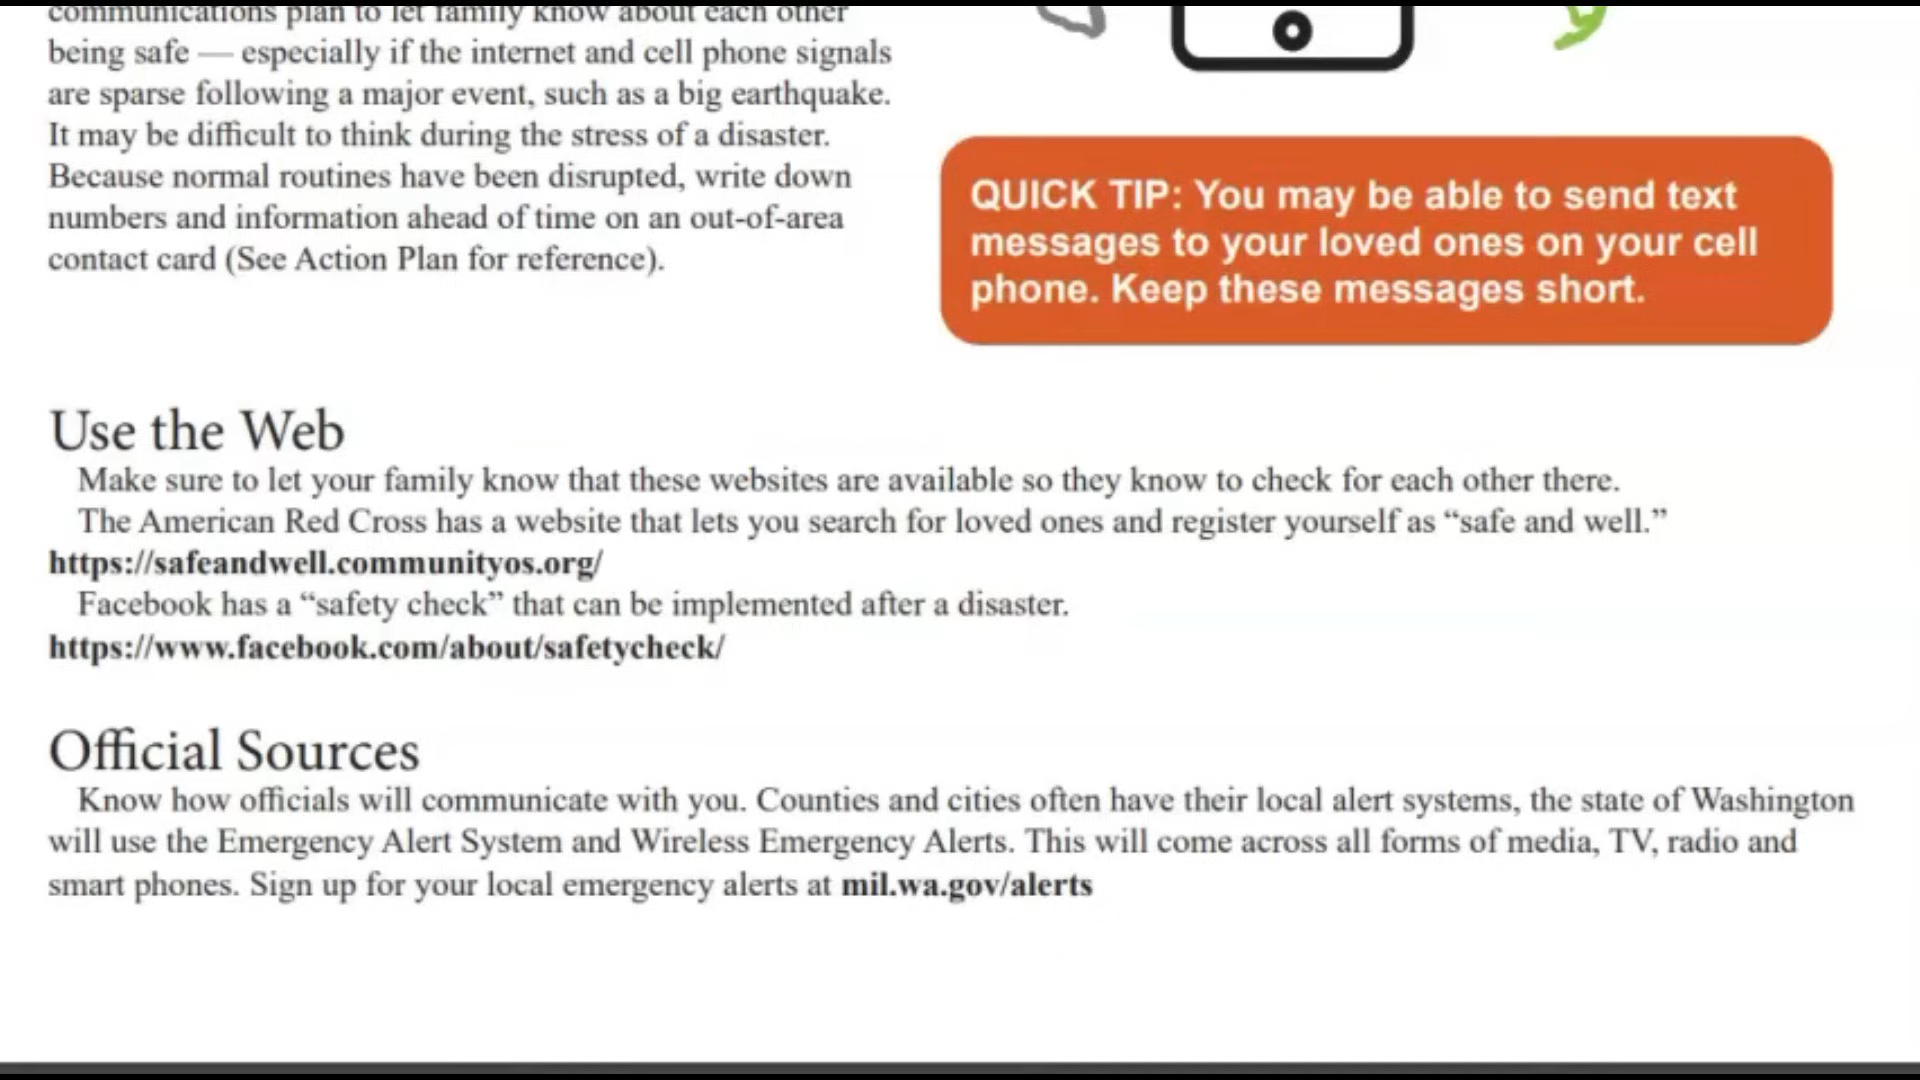 communications plan to let family know about each other
being safe — especially if the internet and cell phone signals
are sparse following a major event, such as a big earthquake.
It may be difficult to think during the stress of a disaster.
Because normal routines have been disrupted, write down
numbers and information ahead of time on an out-of-area
contact card (See Action Plan for reference).
QUICK TIP: You may be able to send text
messages to your loved ones on your cell
phone. Keep these messages short.
Use the Web
Make sure to let your family know that these websites are available so they know to check for each other there.
The American Red Cross has a website that lets you search for loved ones and register yourself as “safe and well.”
https://safeandwell.communityos.org/
Facebook has a “safety check” that can be implemented after a disaster.
https://www.facebook.com/about/safetycheck/
Official Sources
Know how officials will communicate with you. Counties and cities often have their local alert systems, the state of Washington
will use the Emergency Alert System and Wireless Emergency Alerts. This will come across all forms of media, TV, radio and
smart phones. Sign up for your local emergency alerts at mil.wa.gov/alerts